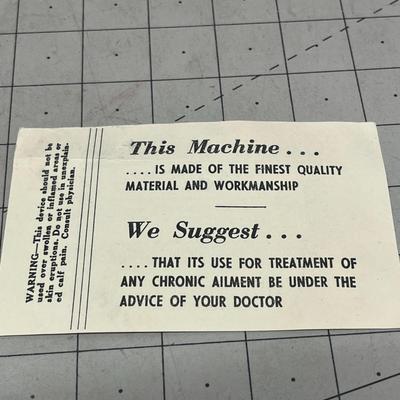 WARNING—This device should not be
used over swollen or inflamed areas or
skin eruptions. Do not use in unexplain-
ed calf pain. Consult physician.
This Machine . . .
. . . . IS MADE OF THE FINEST QUALITY
MATERIAL AND WORKMANSHIP
We Suggest . . .
. . . . THAT ITS USE FOR TREATMENT OF
ANY CHRONIC AILMENT BE UNDER THE
ADVICE OF YOUR DOCTOR